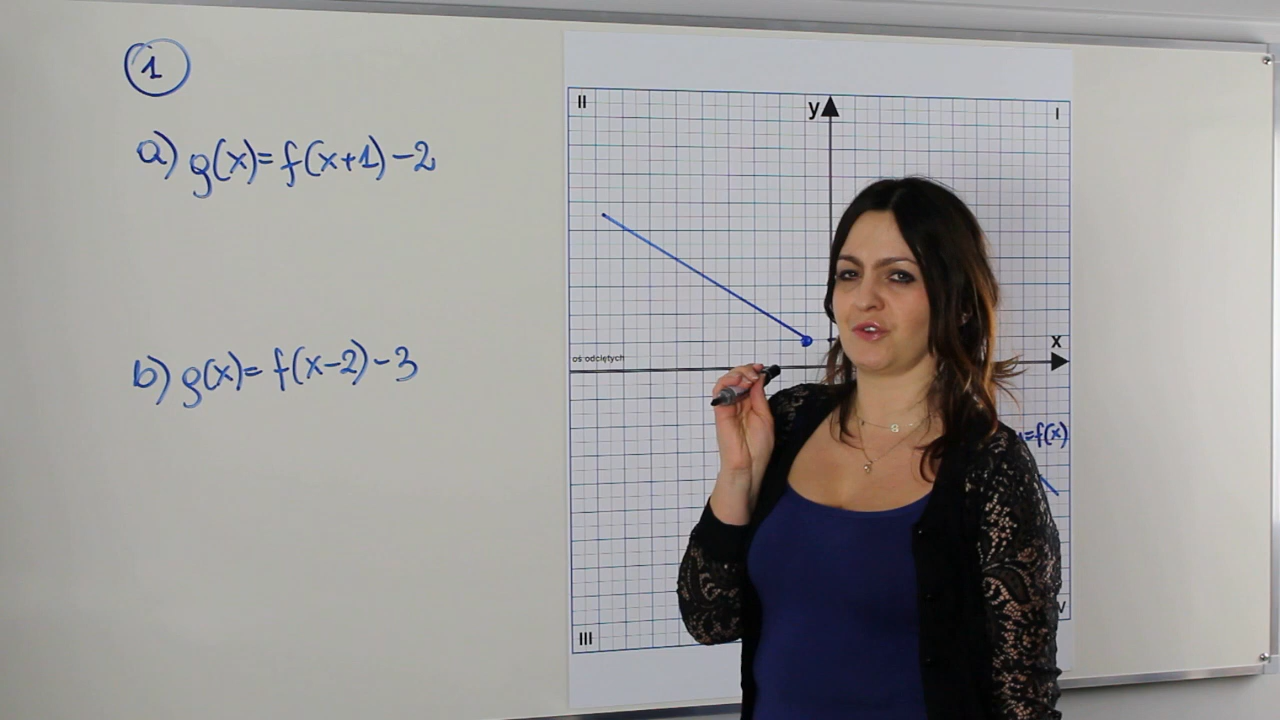 1
a) g(x)=f(x+1)-2
b) g(x)=f(x-2)-3
II
y
I
oś odciętych
x
=f(x)
III
V